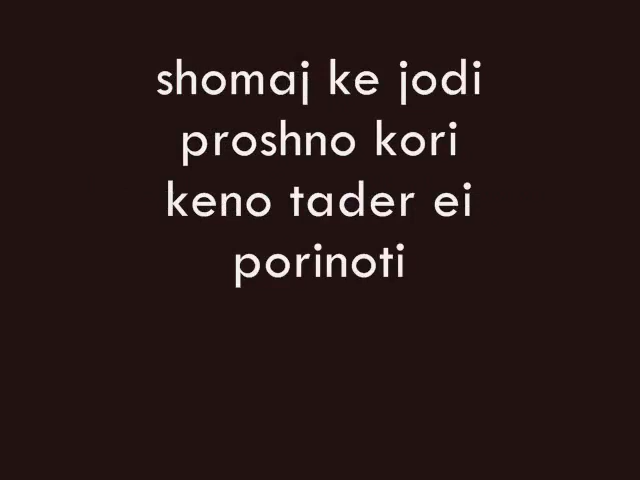 shomaj ke jodi
proshno kori
keno tader ei
porinoti